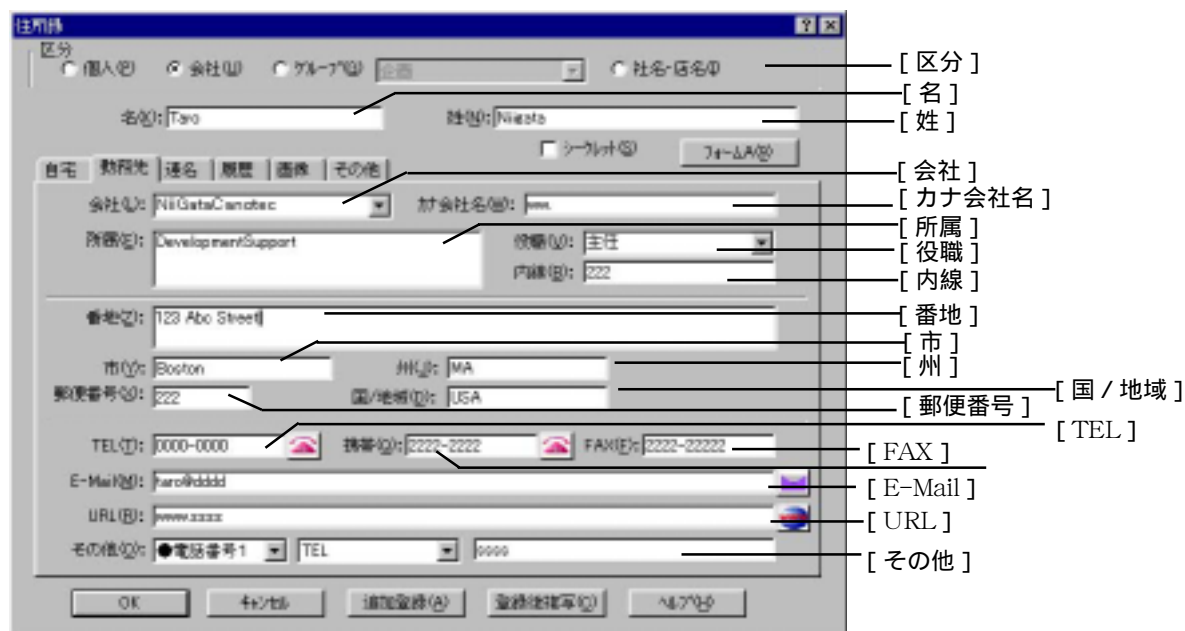 住所録
区分
個人(P) 会社(U) グループ(G) 企画 社名・店名(I) [ 区分 ]
[ 名 ]
名(K): Taro 姓(N): Niigata [ 姓 ]
シークレット(S) フォームA(@)
自宅 勤務先 連名 履歴 画像 その他 [ 会社 ]
会社(L): NiiGataCanotec カナ会社名(W): www. [ カナ会社名 ]
所属(E): DevelopmentSupport 役職(V): 主任 [ 所属 ]
[ 役職 ]
内線(B): 222 [ 内線 ]
番地(Z): 123 Abc Street [ 番地 ]
[ 市 ]
市(Y): Boston 州(J): MA [ 州 ]
郵便番号(X): 222 国/地域(D): USA [ 国 / 地域 ]
[ 郵便番号 ]
[ TEL ]
TEL(T): 0000-0000 携帯(Q): 2222-2222 FAX(F): 2222-22222 [ FAX ]
E-Mail(M): taro@dddd [ E-Mail ]
URL(R): www.xxxx [ URL ]
その他(O): ●電話番号1 TEL [ その他 ]
OK キャンセル 追加登録(A) 登録後複写(C) ヘルプ(H)